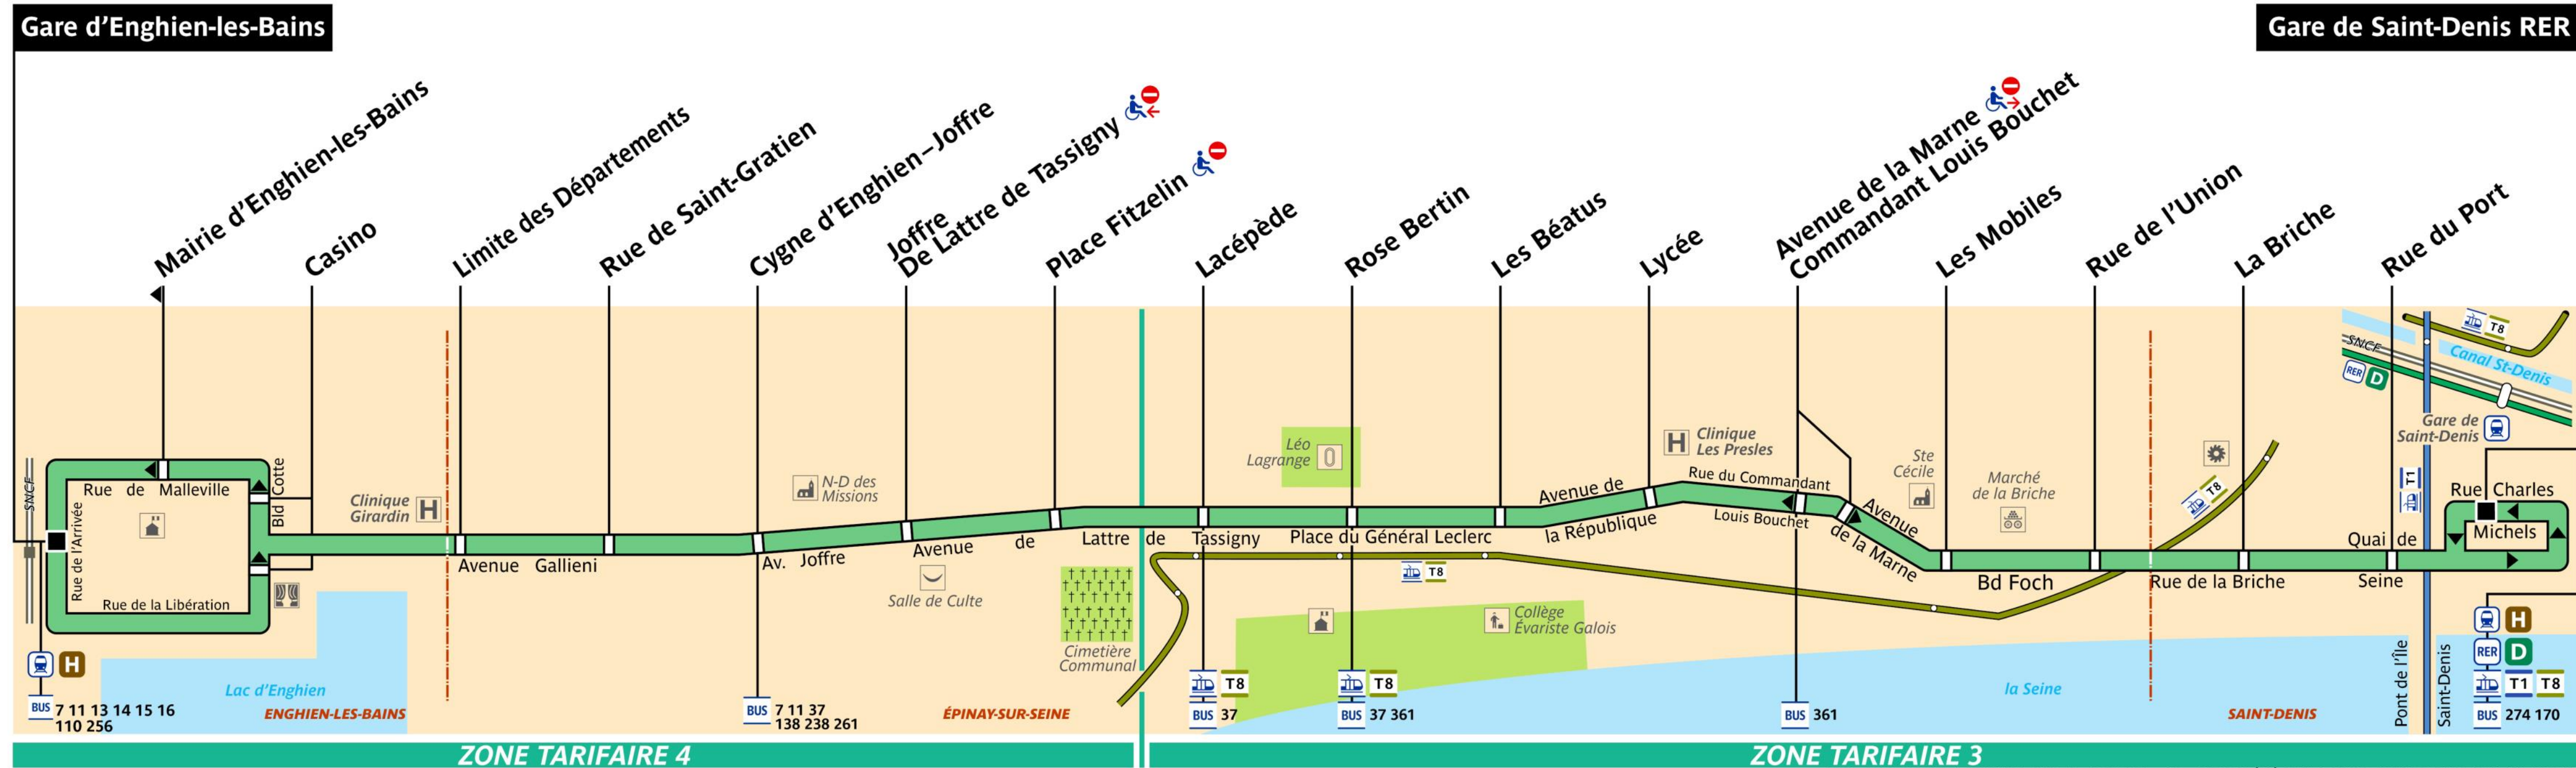 Gare d'Enghien-les-Bains
Gare de Saint-Denis RER
Mairie d'Enghien-les-Bains
Casino
Limite des Départements
Rue de Saint-Gratien
Cygne d'Enghien–Joffre
Joffre
De Lattre de Tassigny
Place Fitzelin
Lacépède
Rose Bertin
Les Béatus
Lycée
Avenue de la Marne
Commandant Louis Bouchet
Les Mobiles
Rue de l'Union
La Briche
Rue du Port
SNCF
Rue de l'Arrivée
Rue de Malleville
Bld Cotte
Rue de la Libération
Clinique
Girardin
H
Avenue Gallieni
N-D des
Missions
Av. Joffre
Avenue de Lattre de Tassigny
Salle de Culte
Cimetière
Communal
Léo
Lagrange
Place du Général Leclerc
T8
Collège
Évariste Galois
Avenue de
la République
H
Clinique
Les Presles
Rue du Commandant
Louis Bouchet
Avenue
de la Marne
Ste
Cécile
Marché
de la Briche
Bd Foch
T8
Rue de la Briche
T8
SNCF
Canal St-Denis
RER D
Gare de
Saint-Denis
T1
Quai de
Seine
Rue Charles
Michels
H
BUS 7 11 13 14 15 16
110 256
Lac d'Enghien
ENGHIEN-LES-BAINS
BUS 7 11 37
138 238 261
ÉPINAY-SUR-SEINE
T8
BUS 37
T8
BUS 37 361
BUS 361
la Seine
SAINT-DENIS
Pont de l'Île
Saint-Denis
H
RER D
T1 T8
BUS 274 170
ZONE TARIFAIRE 4
ZONE TARIFAIRE 3